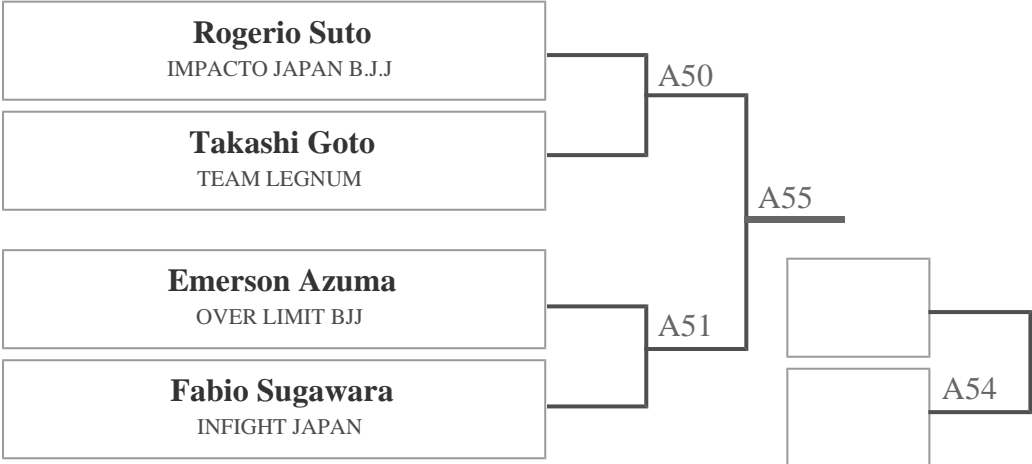 Rogerio Suto
IMPACTO JAPAN B.J.J
A50
Takashi Goto
TEAM LEGNUM
A55
Emerson Azuma
OVER LIMIT BJJ
A51
Fabio Sugawara
INFIGHT JAPAN
A54